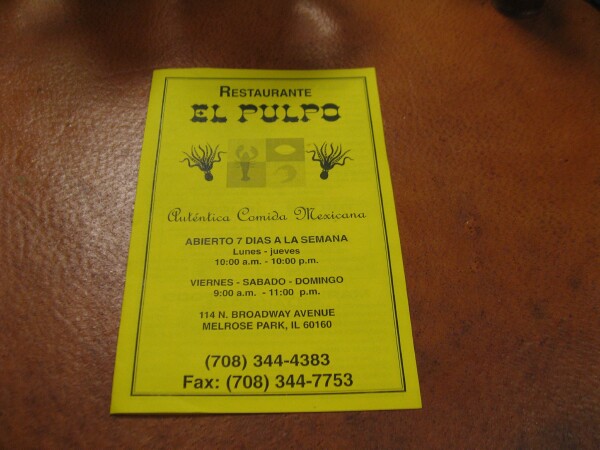 RESTAURANTE
EL PULPO
Auténtica Comida Mexicana
ABIERTO 7 DIAS A LA SEMANA
Lunes - jueves
10:00 a.m. - 10:00 p.m.
VIERNES - SABADO - DOMINGO
9:00 a.m. - 11:00 p.m.
114 N. BROADWAY AVENUE
MELROSE PARK, IL 60160
(708) 344-4383
Fax: (708) 344-7753